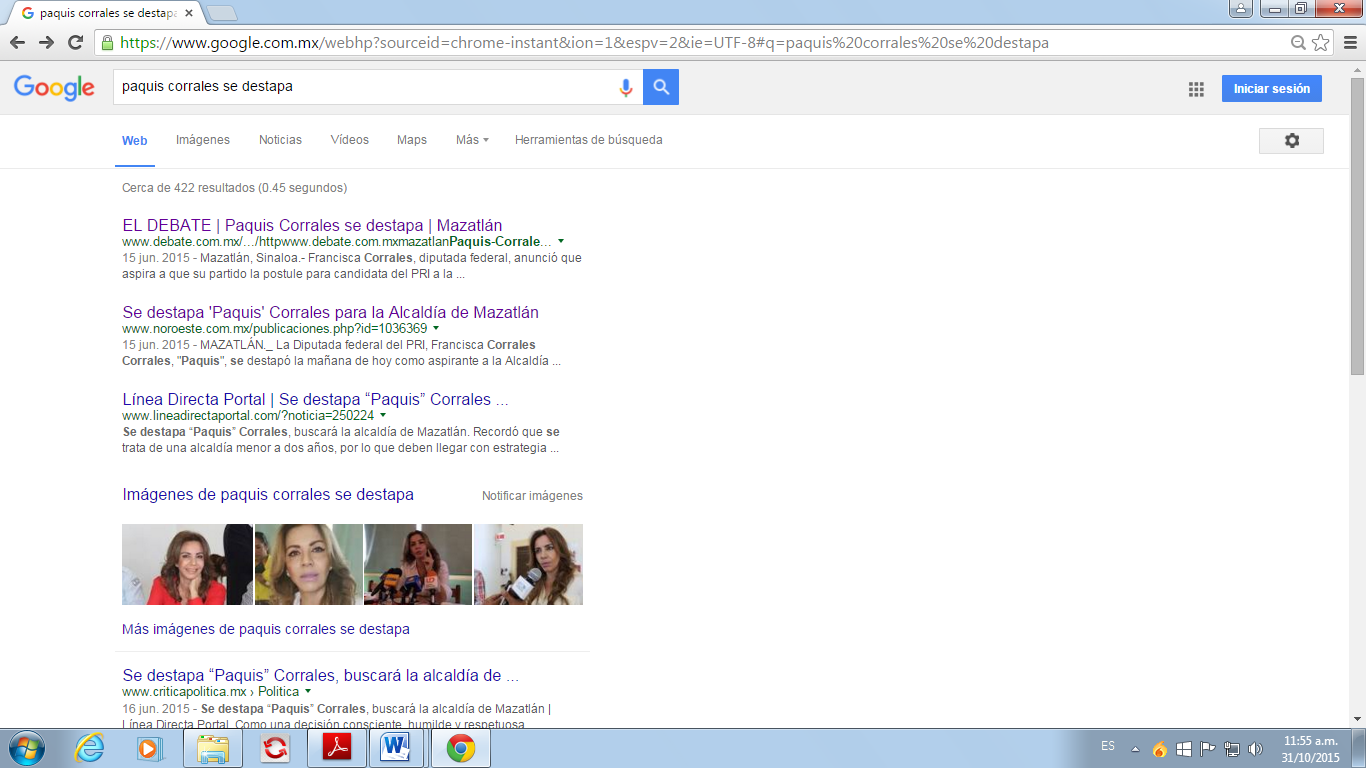 paquis corrales se destapa
https://www.google.com.mx/webhp?sourceid=chrome-instant&ion=1&espv=2&ie=UTF-8#q=paquis%20corrales%20se%20destapa
Google
paquis corrales se destapa
Iniciar sesión
Web Imágenes Noticias Vídeos Maps Más Herramientas de búsqueda
Cerca de 422 resultados (0.45 segundos)
EL DEBATE | Paquis Corrales se destapa | Mazatlán
www.debate.com.mx/.../httpwww.debate.com.mxmazatlanPaquis-Corrale...
15 jun. 2015 - Mazatlán, Sinaloa.- Francisca Corrales, diputada federal, anunció que
aspira a que su partido la postule para candidata del PRI a la ...
Se destapa 'Paquis' Corrales para la Alcaldía de Mazatlán
www.noroeste.com.mx/publicaciones.php?id=1036369
15 jun. 2015 - MAZATLÁN._ La Diputada federal del PRI, Francisca Corrales
Corrales, "Paquis", se destapó la mañana de hoy como aspirante a la Alcaldía ...
Línea Directa Portal | Se destapa “Paquis” Corrales ...
www.lineadirectaportal.com/?noticia=250224
Se destapa “Paquis” Corrales, buscará la alcaldía de Mazatlán. Recordó que se
trata de una alcaldía menor a dos años, por lo que deben llegar con estrategia ...
Imágenes de paquis corrales se destapa Notificar imágenes
Más imágenes de paquis corrales se destapa
Se destapa “Paquis” Corrales, buscará la alcaldía de ...
www.criticapolitica.mx › Politica
16 jun. 2015 - Se destapa “Paquis” Corrales, buscará la alcaldía de Mazatlán |
Línea Directa Portal. Como una decisión consciente, humilde y respetuosa
ES
11:55 a.m.
31/10/2015